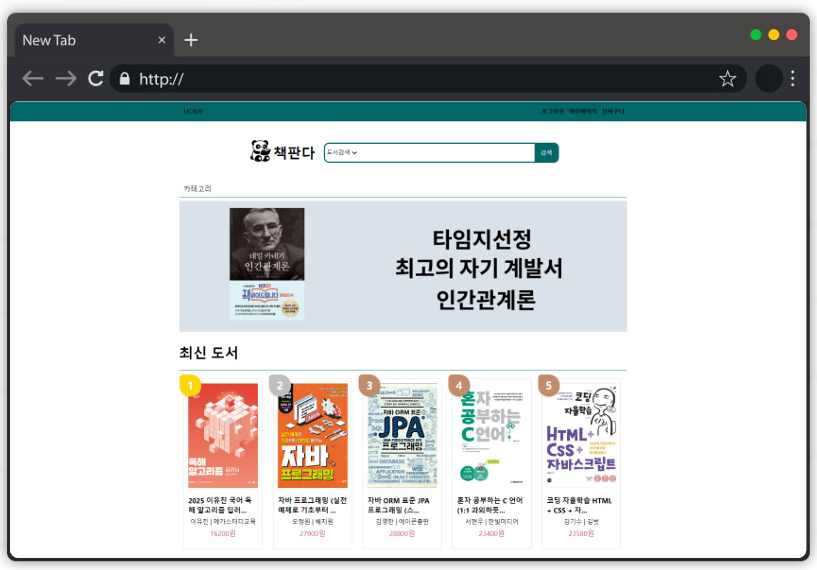 New Tab
http://
HOME
로그아웃 마이페이지 장바구니
책판다
도서검색
검색
카테고리
데일 카네기
인간관계론
타임지선정
최고의 자기 계발서
인간관계론
최신 도서
1
2
3
4
5
독해
알고리즘
자바
프로그래밍
자바 ORM 표준
JPA
프로그래밍
혼자
공부하는
C 언어
코딩
자율학습
HTML+
CSS+
자바스크립트
2025 이유진 국어 독
해 알고리즘 딥러...
이유진 | 메가스터디교육
16200원
자바 프로그래밍 (실전
예제로 기초부터 ...
오정원 | 혜지원
27900원
자바 ORM 표준 JPA
프로그래밍 (스...
김영한 | 에이콘출판
28800원
혼자 공부하는 C 언어
(1:1 과외하듯...
서현우 | 한빛미디어
23400원
코딩 자율학습 HTML
+ CSS + 자...
김기수 | 길벗
23580원